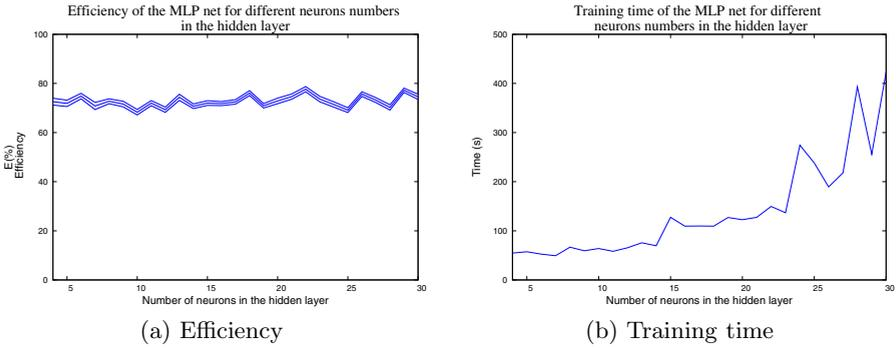 Efficiency of the MLP net for different neurons numbers
in the hidden layer
100
80
60
40
20
0
E(%)
Efficiency
5 10 15 20 25 30
Number of neurons in the hidden layer
(a) Efficiency
Training time of the MLP net for different
neurons numbers in the hidden layer
500
400
300
200
100
0
Time (s)
5 10 15 20 25 30
Number of neurons in the hidden layer
(b) Training time